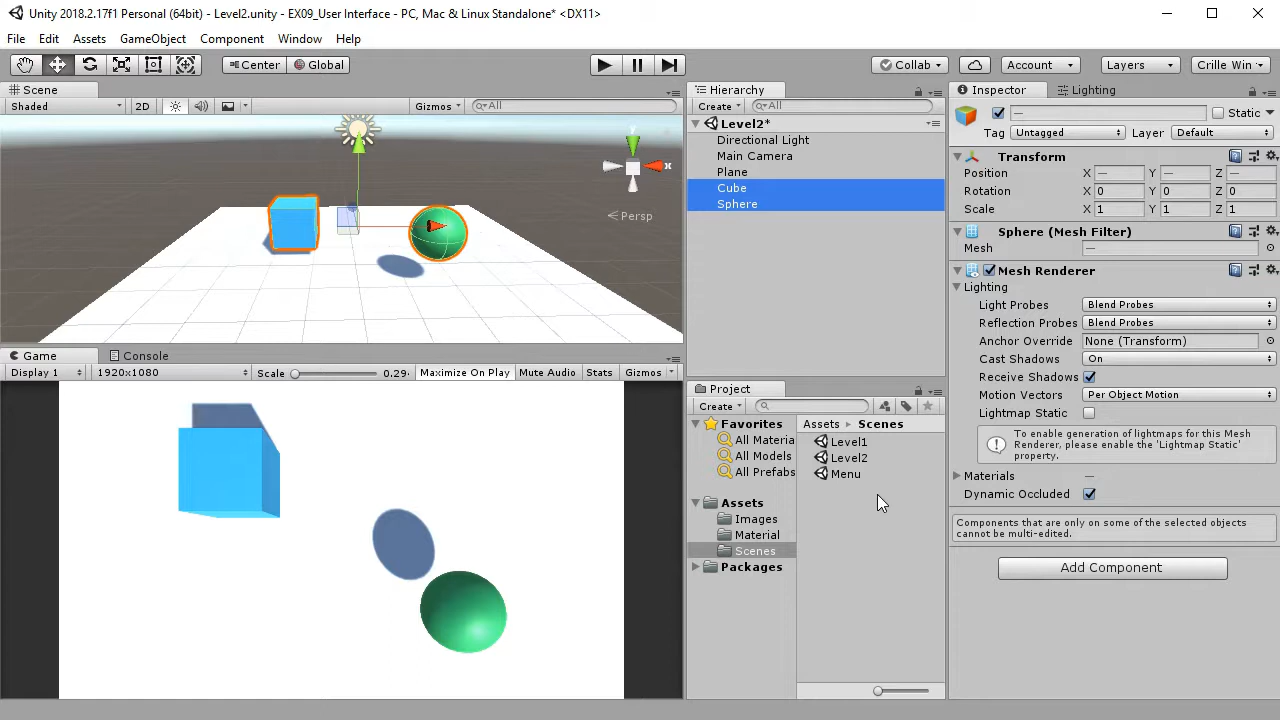 Unity 2018.2.17f1 Personal (64bit) - Level2.unity - EX09_User Interface - PC, Mac & Linux Standalone* <DX11>
File Edit Assets GameObject Component Window Help
Center Global Collab Account Layers Crille Win
Scene
Shaded 2D Gizmos All
y
x
Persp
Game Console
Display 1 1920x1080 Scale 0.29 Maximize On Play Mute Audio Stats Gizmos
Hierarchy
Create All
Level2*
Directional Light
Main Camera
Plane
Cube
Sphere
Project
Create
Favorites
All Materia
All Models
All Prefabs
Assets
Images
Material
Scenes
Packages
Assets Scenes
Level1
Level2
Menu
Inspector Lighting
— Static
Tag Untagged Layer Default
Transform
Position X — Y — Z —
Rotation X 0 Y 0 Z 0
Scale X 1 Y 1 Z 1
Sphere (Mesh Filter)
Mesh —
Mesh Renderer
Lighting
Light Probes Blend Probes
Reflection Probes Blend Probes
Anchor Override None (Transform)
Cast Shadows On
Receive Shadows
Motion Vectors Per Object Motion
Lightmap Static
To enable generation of lightmaps for this Mesh
Renderer, please enable the 'Lightmap Static'
property.
Materials —
Dynamic Occluded
Components that are only on some of the selected objects
cannot be multi-edited.
Add Component